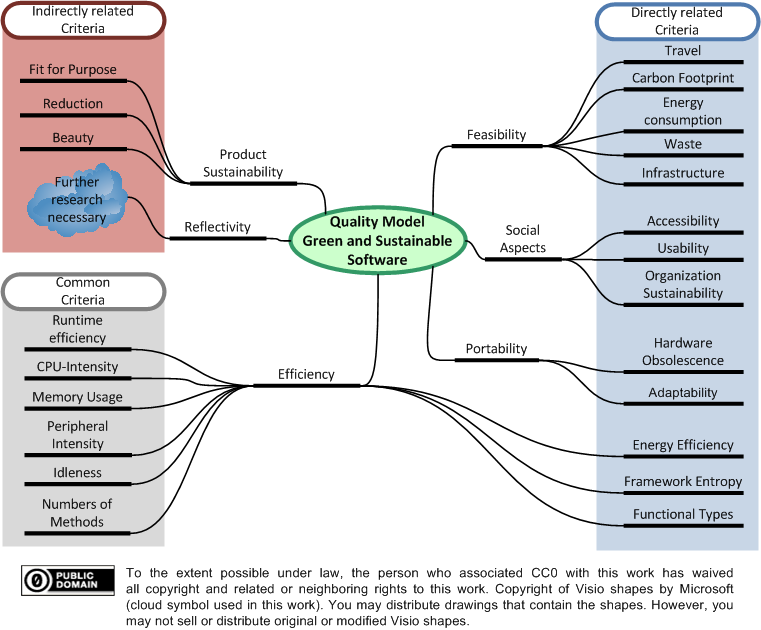 Indirectly related
Criteria
Fit for Purpose
Reduction
Beauty
Further
research
necessary
Product
Sustainability
Reflectivity
Quality Model
Green and Sustainable
Software
Directly related
Criteria
Feasibility
Travel
Carbon Footprint
Energy
consumption
Waste
Infrastructure
Social
Aspects
Accessibility
Usability
Organization
Sustainability
Portability
Hardware
Obsolescence
Adaptability
Common
Criteria
Runtime
efficiency
CPU-Intensity
Memory Usage
Peripheral
Intensity
Idleness
Numbers of
Methods
Efficiency
Energy Efficiency
Framework Entropy
Functional Types
0 PUBLIC
DOMAIN
To the extent possible under law, the person who associated CC0 with this work has waived
all copyright and related or neighboring rights to this work. Copyright of Visio shapes by Microsoft
(cloud symbol used in this work). You may distribute drawings that contain the shapes. However, you
may not sell or distribute original or modified Visio shapes.